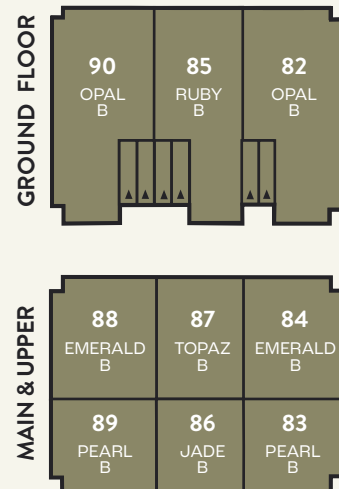 GROUND FLOOR
90 85 82
OPAL RUBY OPAL
B B B
MAIN & UPPER
88 87 84
EMERALD TOPAZ EMERALD
B B B
89 86 83
PEARL JADE PEARL
B B B